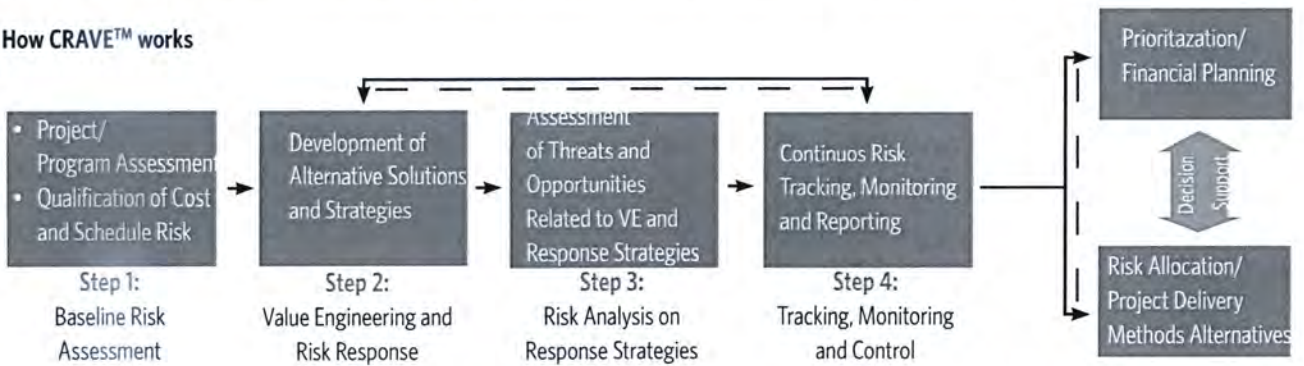 How CRAVE™ works
• Project/
Program Assessment
• Qualification of Cost
and Schedule Risk
Step 1:
Baseline Risk
Assessment
Development of
Alternative Solutions
and Strategies
Step 2:
Value Engineering and
Risk Response
Assessment
of Threats and
Opportunities
Related to VE and
Response Strategies
Step 3:
Risk Analysis on
Response Strategies
Continuos Risk
Tracking, Monitoring
and Reporting
Step 4:
Tracking, Monitoring
and Control
Prioritazation/
Financial Planning
Decision
Support
Risk Allocation/
Project Delivery
Methods Alternatives